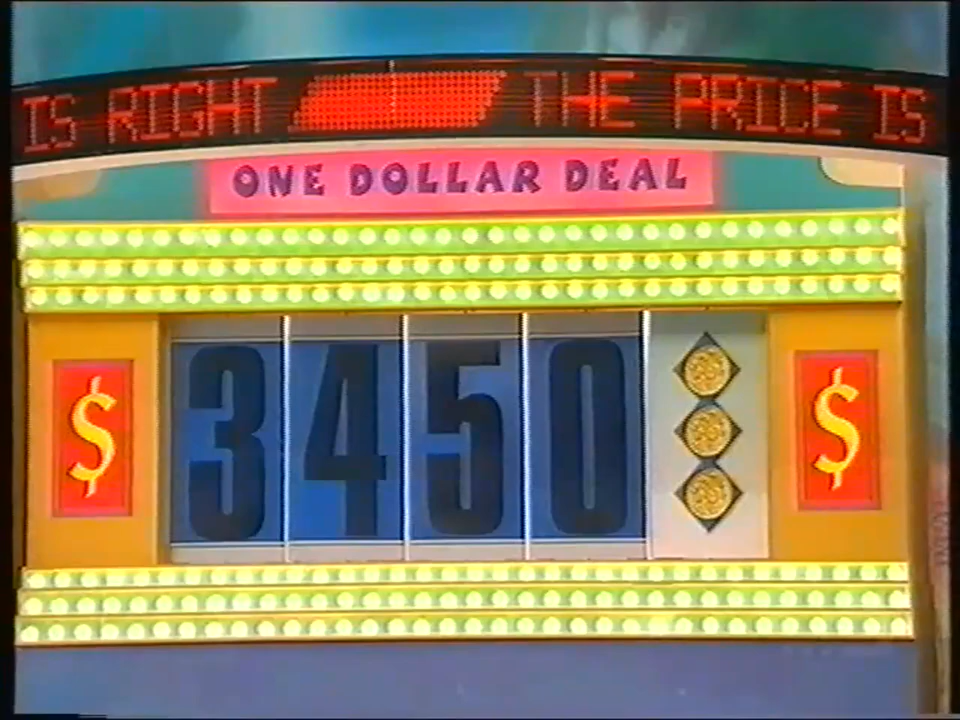 IS RIGHT THE PRICE IS
ONE DOLLAR DEAL
$ 3450 $